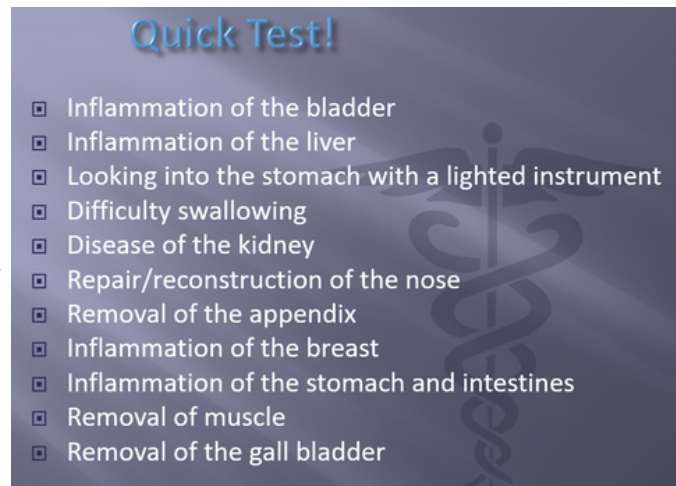 Quick Test!
Inflammation of the bladder
Inflammation of the liver
Looking into the stomach with a lighted instrument
Difficulty swallowing
Disease of the kidney
Repair/reconstruction of the nose
Removal of the appendix
Inflammation of the breast
Inflammation of the stomach and intestines
Removal of muscle
Removal of the gall bladder